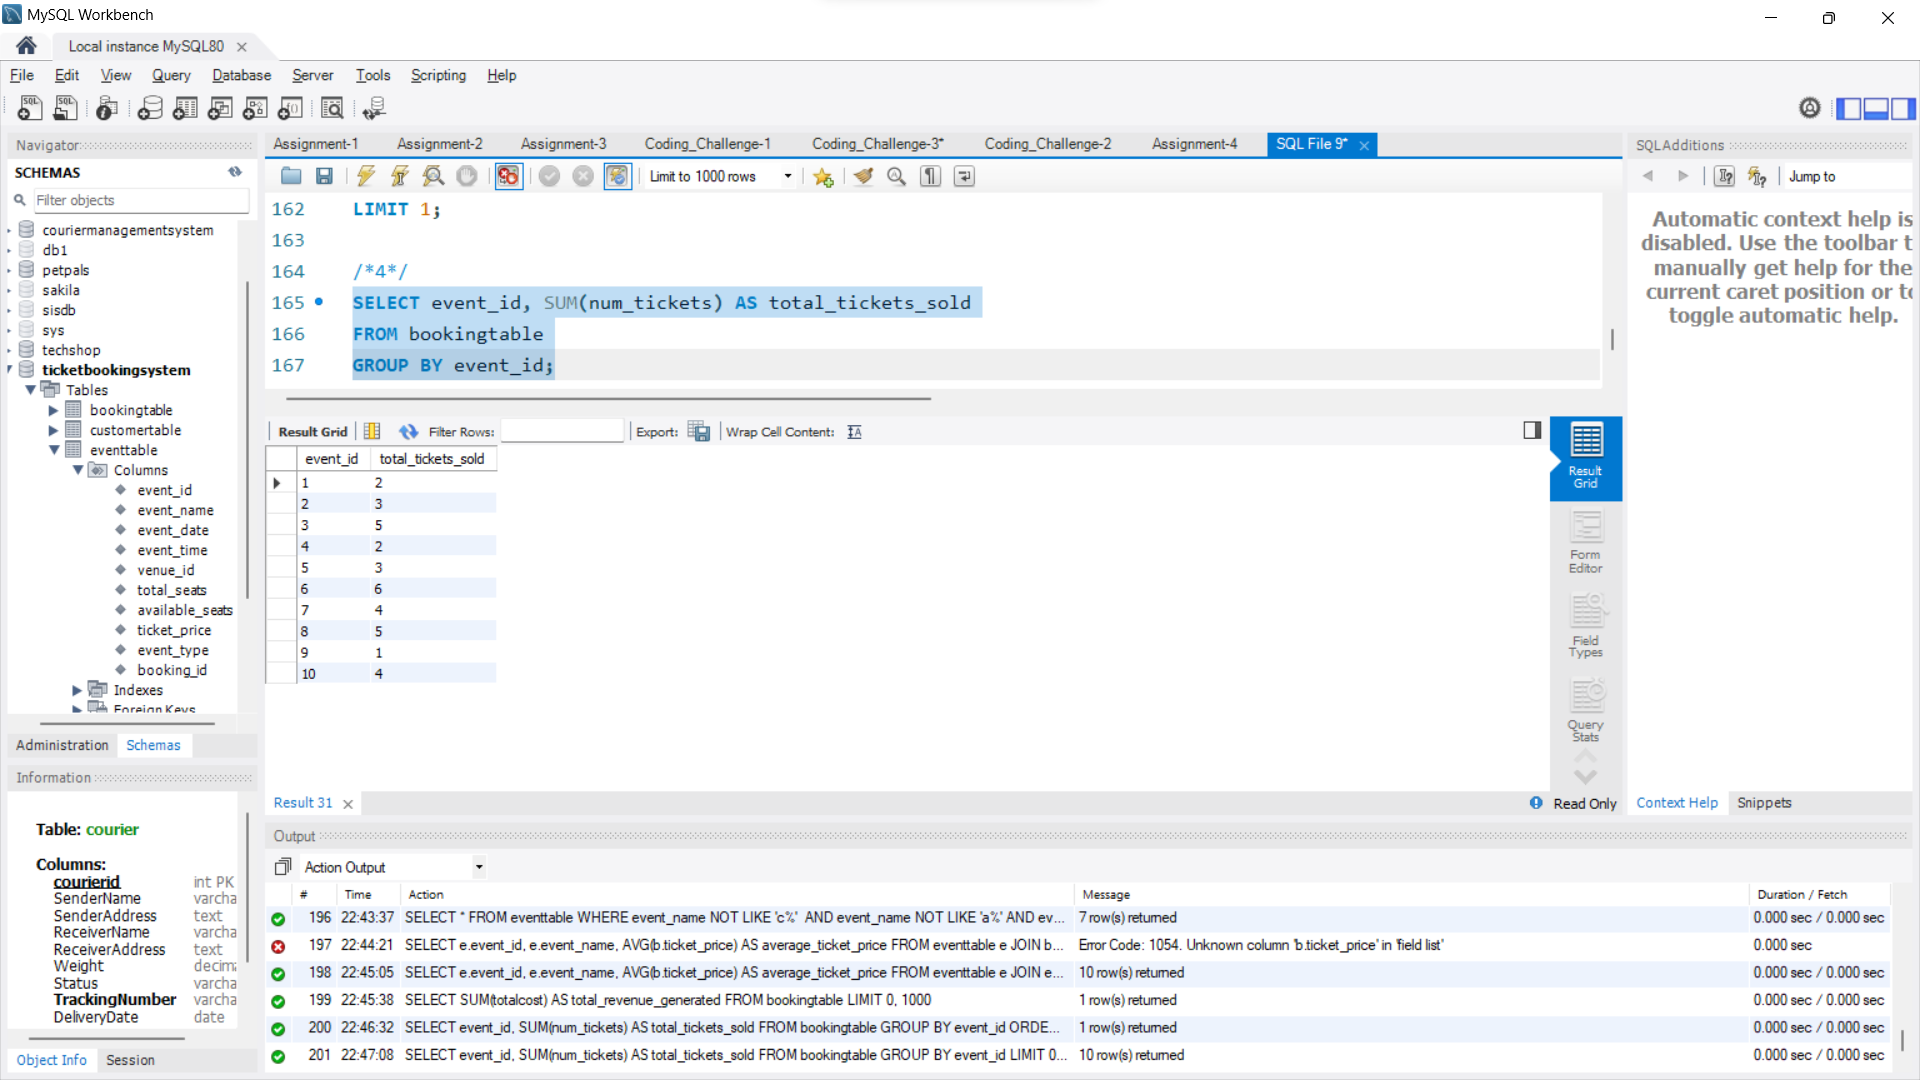 MySQL Workbench
Local instance MySQL80
File Edit View Query Database Server Tools Scripting Help
Navigator
SCHEMAS
Filter objects
couriermanagementsystem
db1
petpals
sakila
sisdb
sys
techshop
ticketbookingsystem
Tables
bookingtable
customertable
eventtable
Columns
event_id
event_name
event_date
event_time
venue_id
total_seats
available_seats
ticket_price
event_type
booking_id
Indexes
Foreign Keys
Administration Schemas
Information
Table: courier
Columns:
courierid int PK
SenderName varcha
SenderAddress text
ReceiverName varcha
ReceiverAddress text
Weight decim
Status varcha
TrackingNumber varcha
DeliveryDate date
Object Info Session
Assignment-1 Assignment-2 Assignment-3 Coding_Challenge-1 Coding_Challenge-3* Coding_Challenge-2 Assignment-4 SQL File 9*
Limit to 1000 rows
162 LIMIT 1;
163
164 /*4*/
165 SELECT event_id, SUM(num_tickets) AS total_tickets_sold
166 FROM bookingtable
167 GROUP BY event_id;
Result Grid Filter Rows: Export: Wrap Cell Content:
event_id total_tickets_sold
1 2
2 3
3 5
4 2
5 3
6 6
7 4
8 5
9 1
10 4
Result Grid
Form Editor
Field Types
Query Stats
Result 31
Read Only
SQLAdditions
Jump to
Automatic context help is
disabled. Use the toolbar t
manually get help for the
current caret position or to
toggle automatic help.
Context Help Snippets
Output
Action Output
# Time Action Message Duration / Fetch
196 22:43:37 SELECT * FROM eventtable WHERE event_name NOT LIKE 'c%' AND event_name NOT LIKE 'a%' AND ev... 7 row(s) returned 0.000 sec / 0.000 sec
197 22:44:21 SELECT e.event_id, e.event_name, AVG(b.ticket_price) AS average_ticket_price FROM eventtable e JOIN b... Error Code: 1054. Unknown column 'b.ticket_price' in 'field list' 0.000 sec
198 22:45:05 SELECT e.event_id, e.event_name, AVG(b.ticket_price) AS average_ticket_price FROM eventtable e JOIN e... 10 row(s) returned 0.000 sec / 0.000 sec
199 22:45:38 SELECT SUM(totalcost) AS total_revenue_generated FROM bookingtable LIMIT 0, 1000 1 row(s) returned 0.000 sec / 0.000 sec
200 22:46:32 SELECT event_id, SUM(num_tickets) AS total_tickets_sold FROM bookingtable GROUP BY event_id ORDE... 1 row(s) returned 0.000 sec / 0.000 sec
201 22:47:08 SELECT event_id, SUM(num_tickets) AS total_tickets_sold FROM bookingtable GROUP BY event_id LIMIT 0... 10 row(s) returned 0.000 sec / 0.000 sec